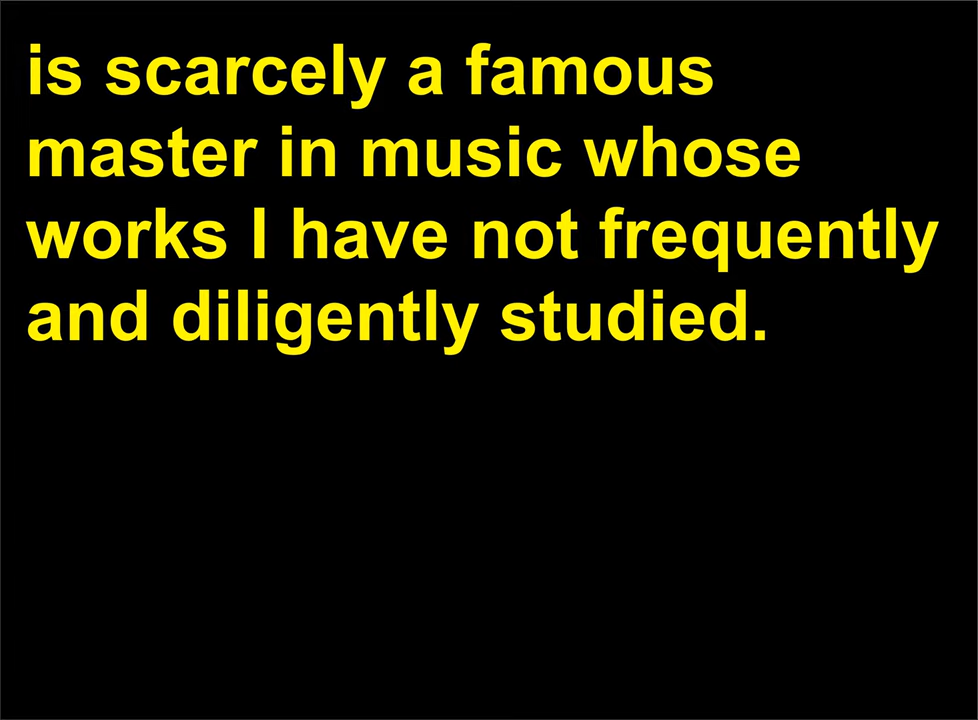 is scarcely a famous
master in music whose
works I have not frequently
and diligently studied.